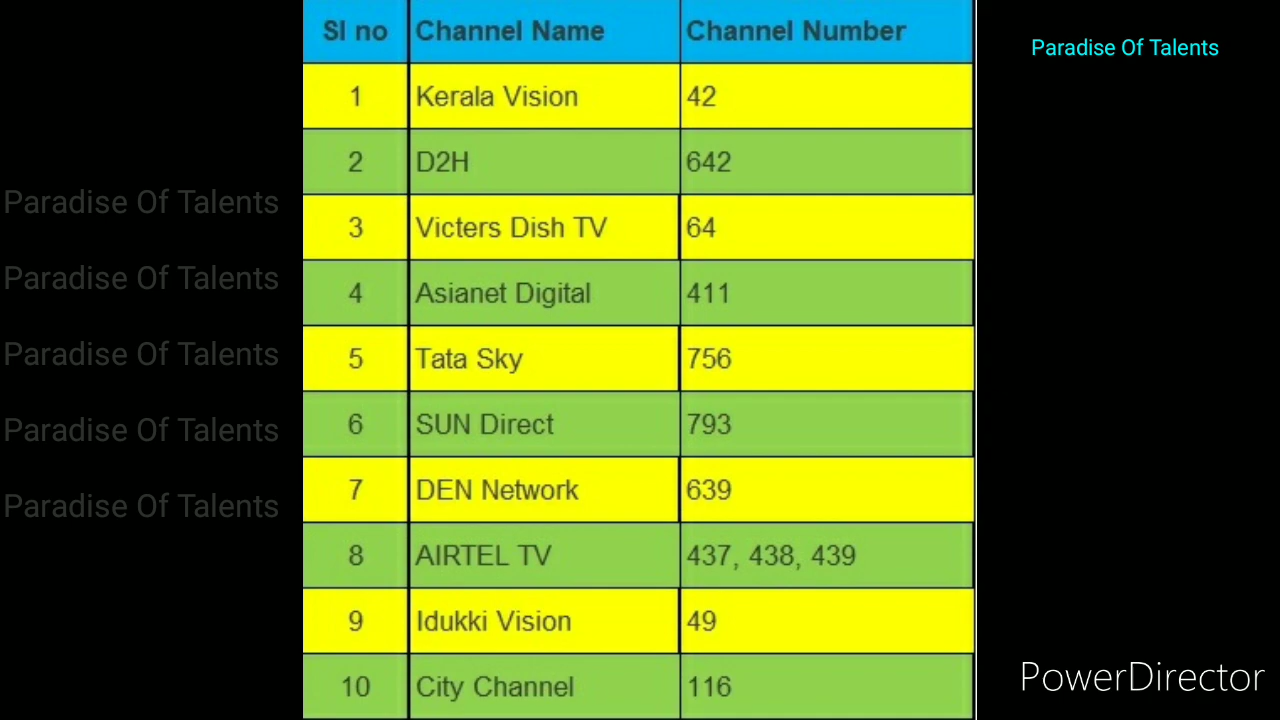 Sl no Channel Name Channel Number
1 Kerala Vision 42
2 D2H 642
3 Victers Dish TV 64
4 Asianet Digital 411
5 Tata Sky 756
6 SUN Direct 793
7 DEN Network 639
8 AIRTEL TV 437, 438, 439
9 Idukki Vision 49
10 City Channel 116
Paradise Of Talents
Paradise Of Talents
Paradise Of Talents
Paradise Of Talents
Paradise Of Talents
Paradise Of Talents
PowerDirector